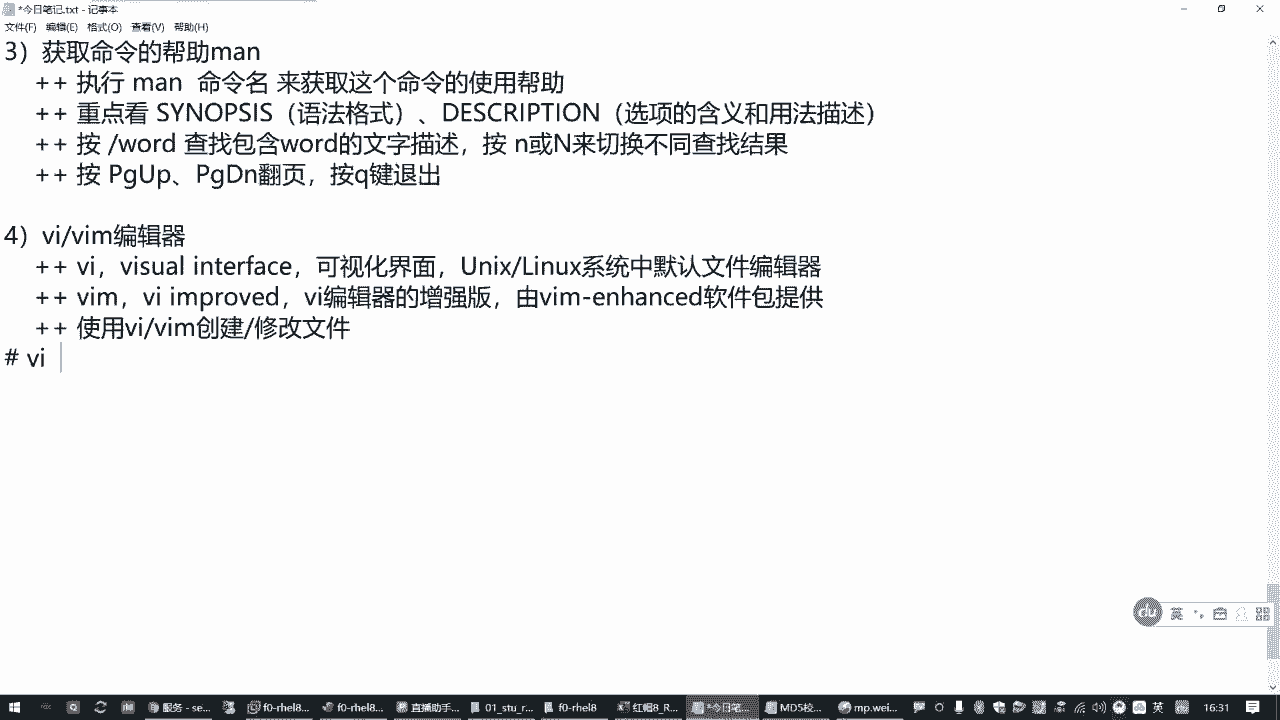 *今日笔记.txt - 记事本
文件(F) 编辑(E) 格式(O) 查看(V) 帮助(H)
3）获取命令的帮助man
++ 执行 man  命令名 来获取这个命令的使用帮助
++ 重点看 SYNOPSIS（语法格式）、DESCRIPTION（选项的含义和用法描述）
++ 按 /word 查找包含word的文字描述，按 n或N来切换不同查找结果
++ 按 PgUp、PgDn翻页，按q键退出
4）vi/vim编辑器
++ vi，visual interface，可视化界面，Unix/Linux系统中默认文件编辑器
++ vim，vi improved，vi编辑器的增强版，由vim-enhanced软件包提供
++ 使用vi/vim创建/修改文件
# vi
du 英
服务 - se... f0-rhel8... f0-rhel8... 直播助手... 01_stu_r... f0-rhel8 红帽8_R... 今日笔... MD5校... mp.wei... 英 16:31